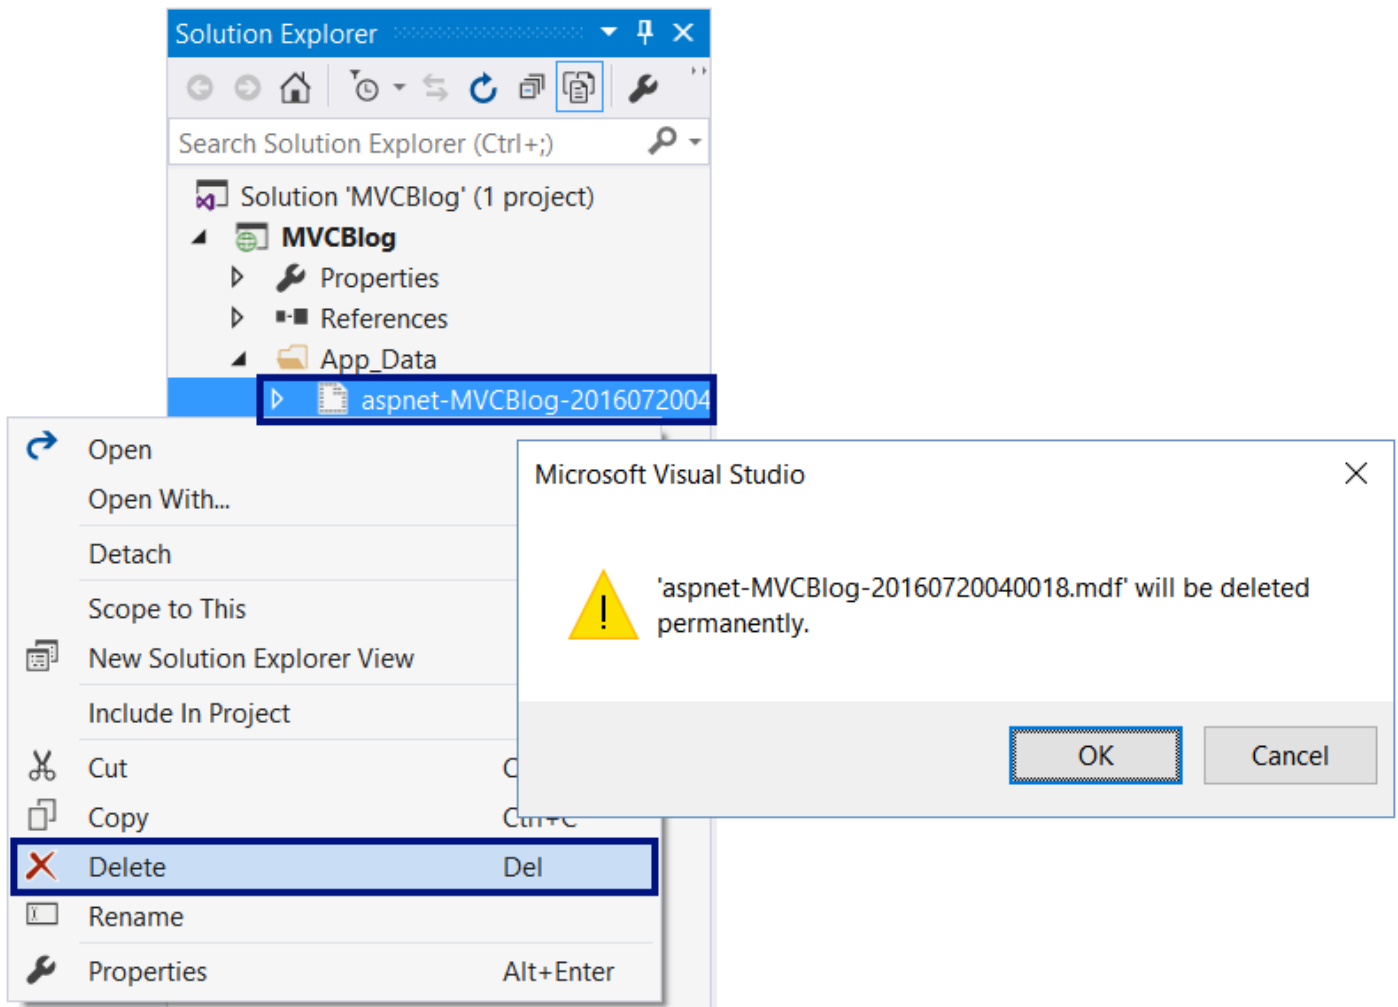 Solution Explorer
Search Solution Explorer (Ctrl+;)
Solution 'MVCBlog' (1 project)
MVCBlog
Properties
References
App_Data
aspnet-MVCBlog-2016072004
Open
Open With...
Detach
Scope to This
New Solution Explorer View
Include In Project
Cut
Copy Ctrl+C
Delete Del
Rename
Properties Alt+Enter
Microsoft Visual Studio
'aspnet-MVCBlog-20160720040018.mdf' will be deleted
permanently.
OK Cancel